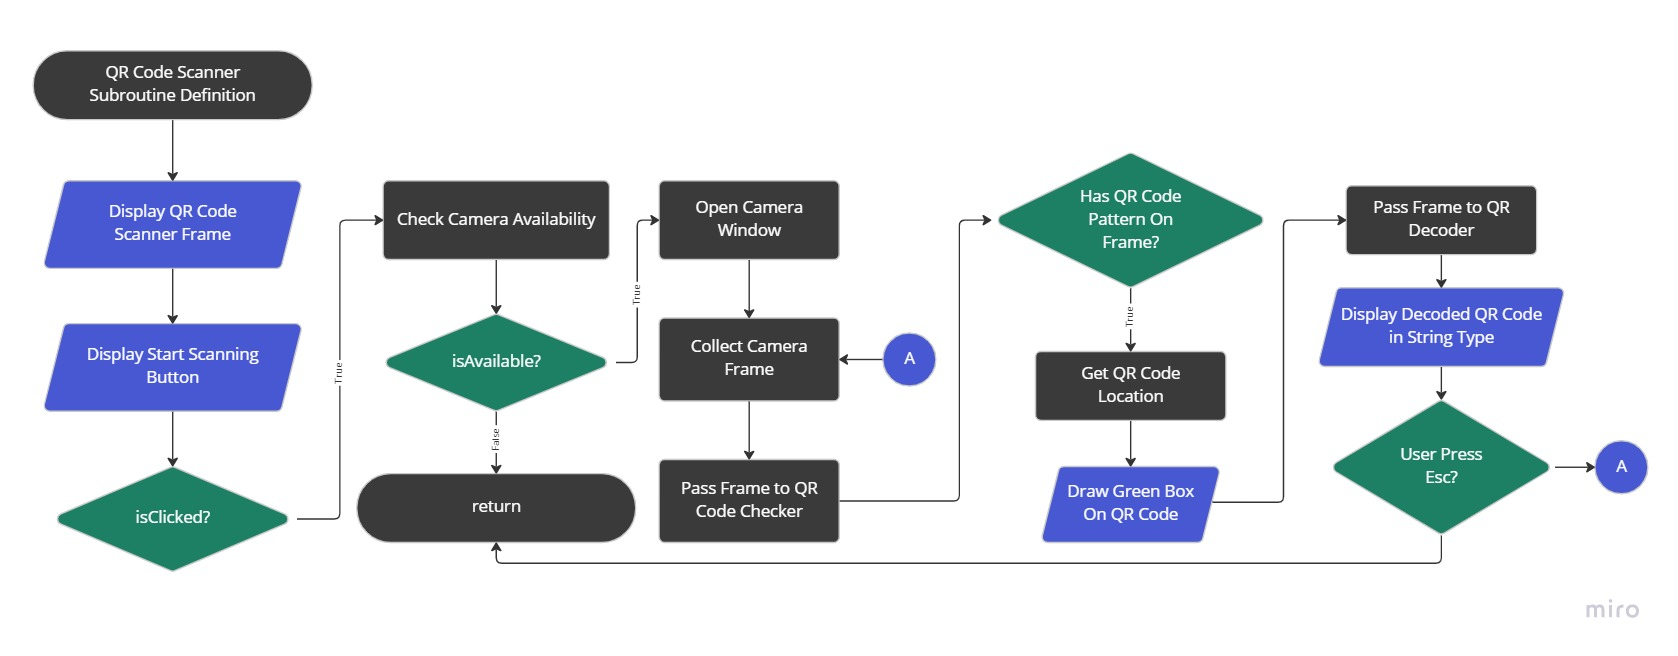 QR Code Scanner
Subroutine Definition
Display QR Code
Scanner Frame
Display Start Scanning
Button
isClicked?
True
Check Camera Availability
isAvailable?
False
return
True
Open Camera
Window
Collect Camera
Frame
A
Pass Frame to QR
Code Checker
Has QR Code
Pattern On
Frame?
True
Get QR Code
Location
Draw Green Box
On QR Code
Pass Frame to QR
Decoder
Display Decoded QR Code
in String Type
User Press
Esc?
A
miro